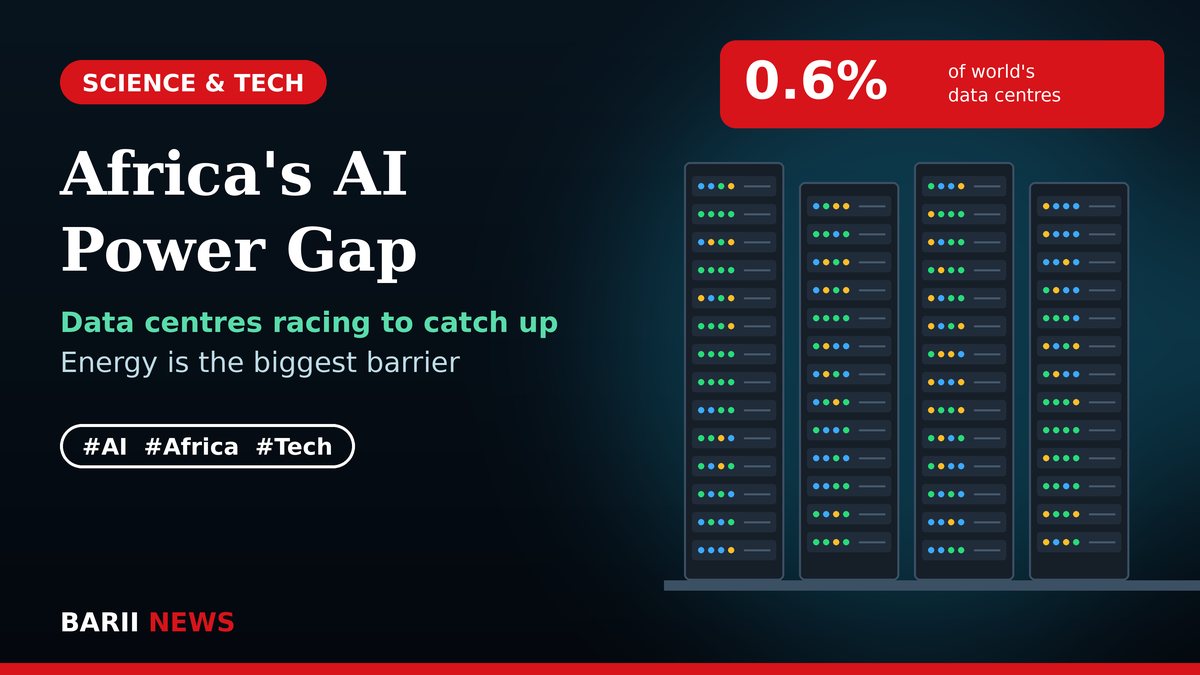 SCIENCE & TECH
0.6%
of world's
data centres
Africa's AI
Power Gap
Data centres racing to catch up
Energy is the biggest barrier
#AI #Africa #Tech
BARII NEWS